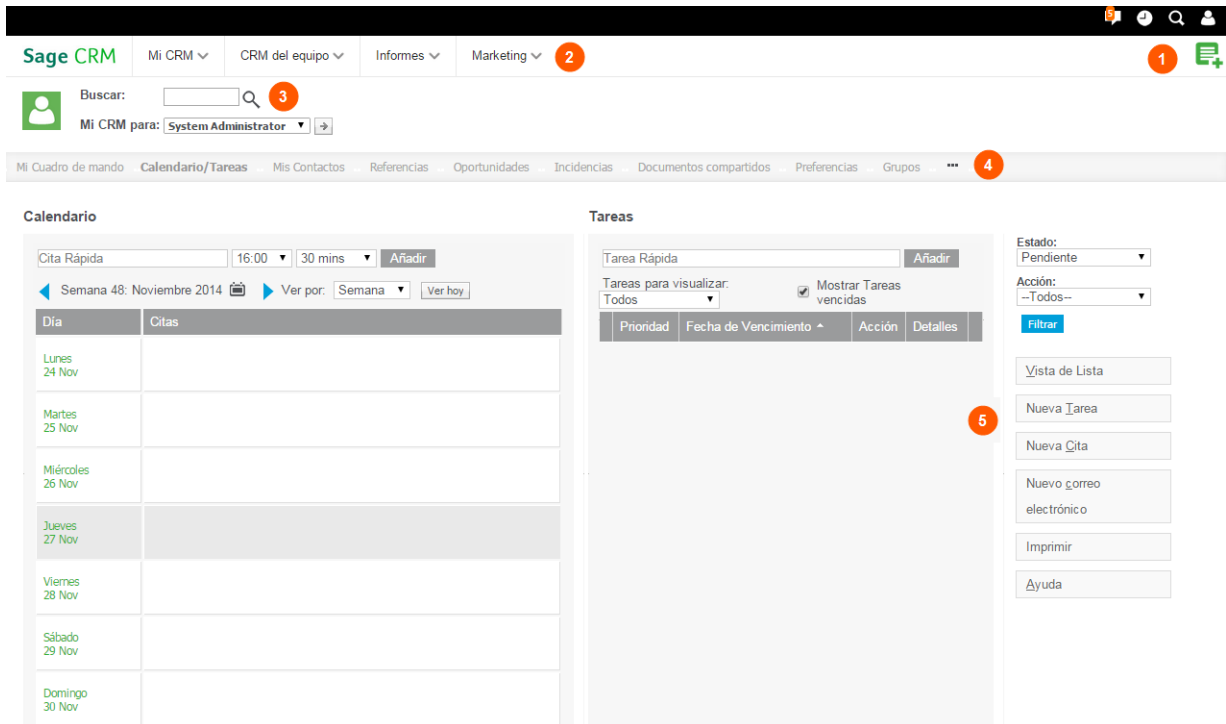 5
Sage CRM Mi CRM CRM del equipo Informes Marketing 2 1
Buscar: 3
Mi CRM para: System Administrator
Mi Cuadro de mando Calendario/Tareas Mis Contactos Referencias Oportunidades Incidencias Documentos compartidos Preferencias Grupos ... 4
Calendario
Cita Rápida 16:00 30 mins Añadir
Semana 48: Noviembre 2014 Ver por: Semana Ver hoy
Día Citas
Lunes
24 Nov
Martes
25 Nov
Miércoles
26 Nov
Jueves
27 Nov
Viernes
28 Nov
Sábado
29 Nov
Domingo
30 Nov
Tareas
Tarea Rápida Añadir
Tareas para visualizar:
Todos
Mostrar Tareas
vencidas
Prioridad Fecha de Vencimiento Acción Detalles
5
Estado:
Pendiente
Acción:
--Todos--
Filtrar
Vista de Lista
Nueva Tarea
Nueva Cita
Nuevo correo
electrónico
Imprimir
Ayuda